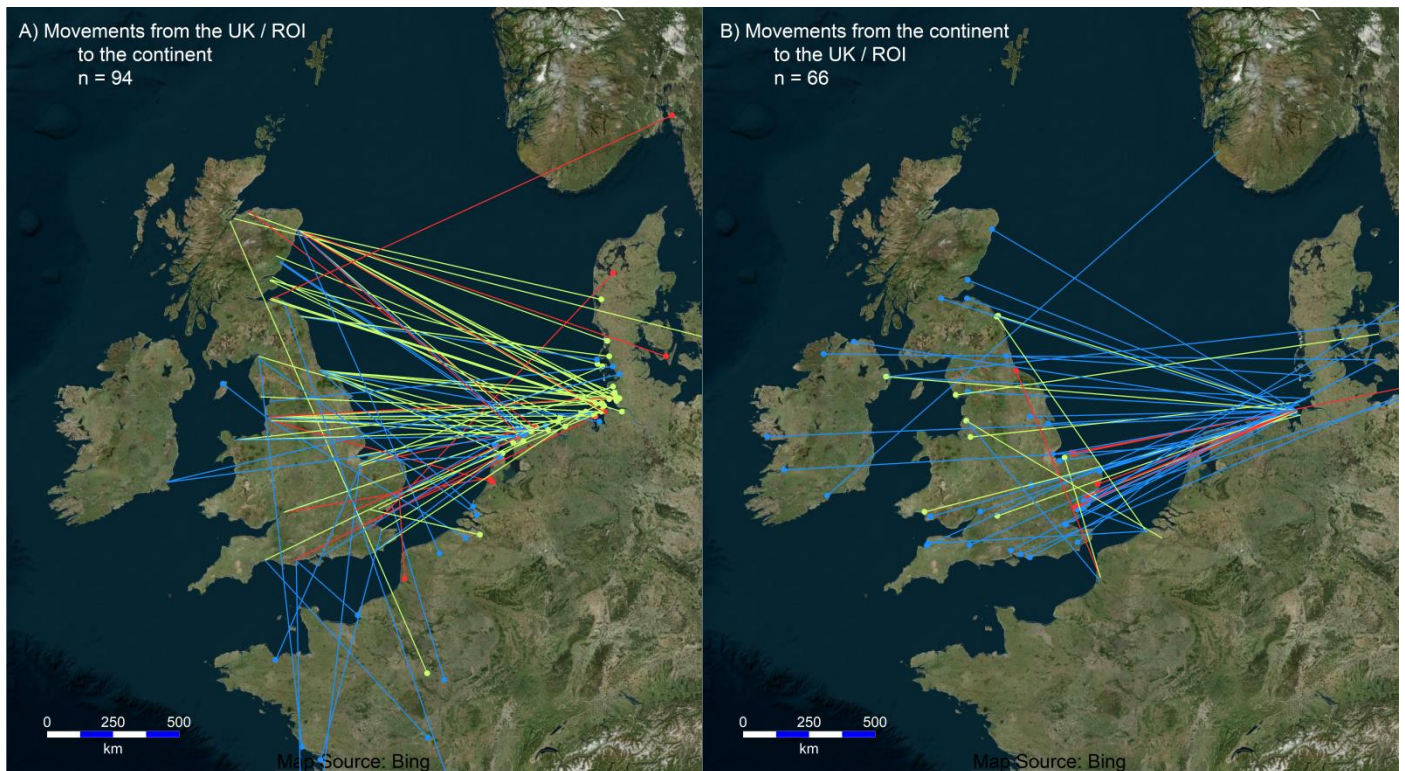 A) Movements from the UK / ROI
to the continent
n = 94
0 250 500
km
Map Source: Bing
B) Movements from the continent
to the UK / ROI
n = 66
0 250 500
km
Map Source: Bing